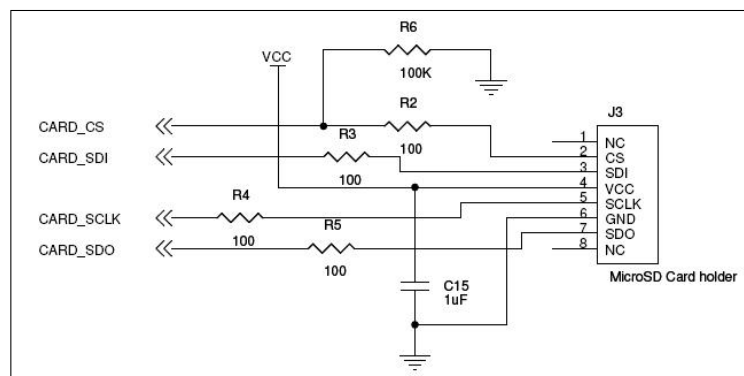 R6
VCC
100K
R2
J3
CARD_CS
R3
1 NC
100
2 CS
CARD_SDI
3 SDI
100
4 VCC
R4
5 SCLK
CARD_SCLK
6 GND
R5
7 SDO
100
CARD_SDO
8 NC
100
MicroSD Card holder
C15
1uF